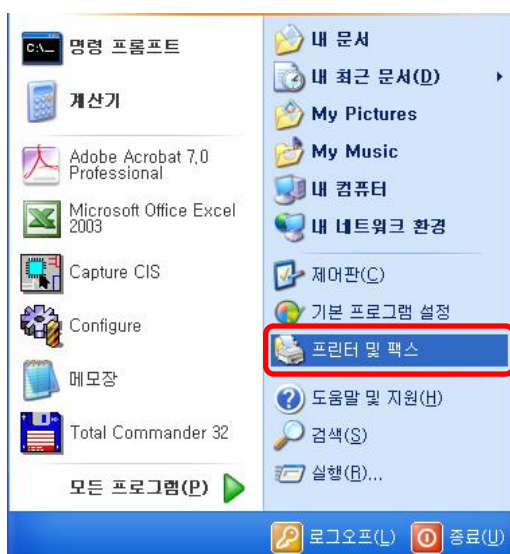 명령 프롬프트
계산기
Adobe Acrobat 7.0
Professional
Microsoft Office Excel
2003
Capture CIS
Configure
메모장
Total Commander 32
모든 프로그램(P)
내 문서
내 최근 문서(D)
My Pictures
My Music
내 컴퓨터
내 네트워크 환경
제어판(C)
기본 프로그램 설정
프린터 및 팩스
도움말 및 지원(H)
검색(S)
실행(R)...
로그오프(L)
종료(U)